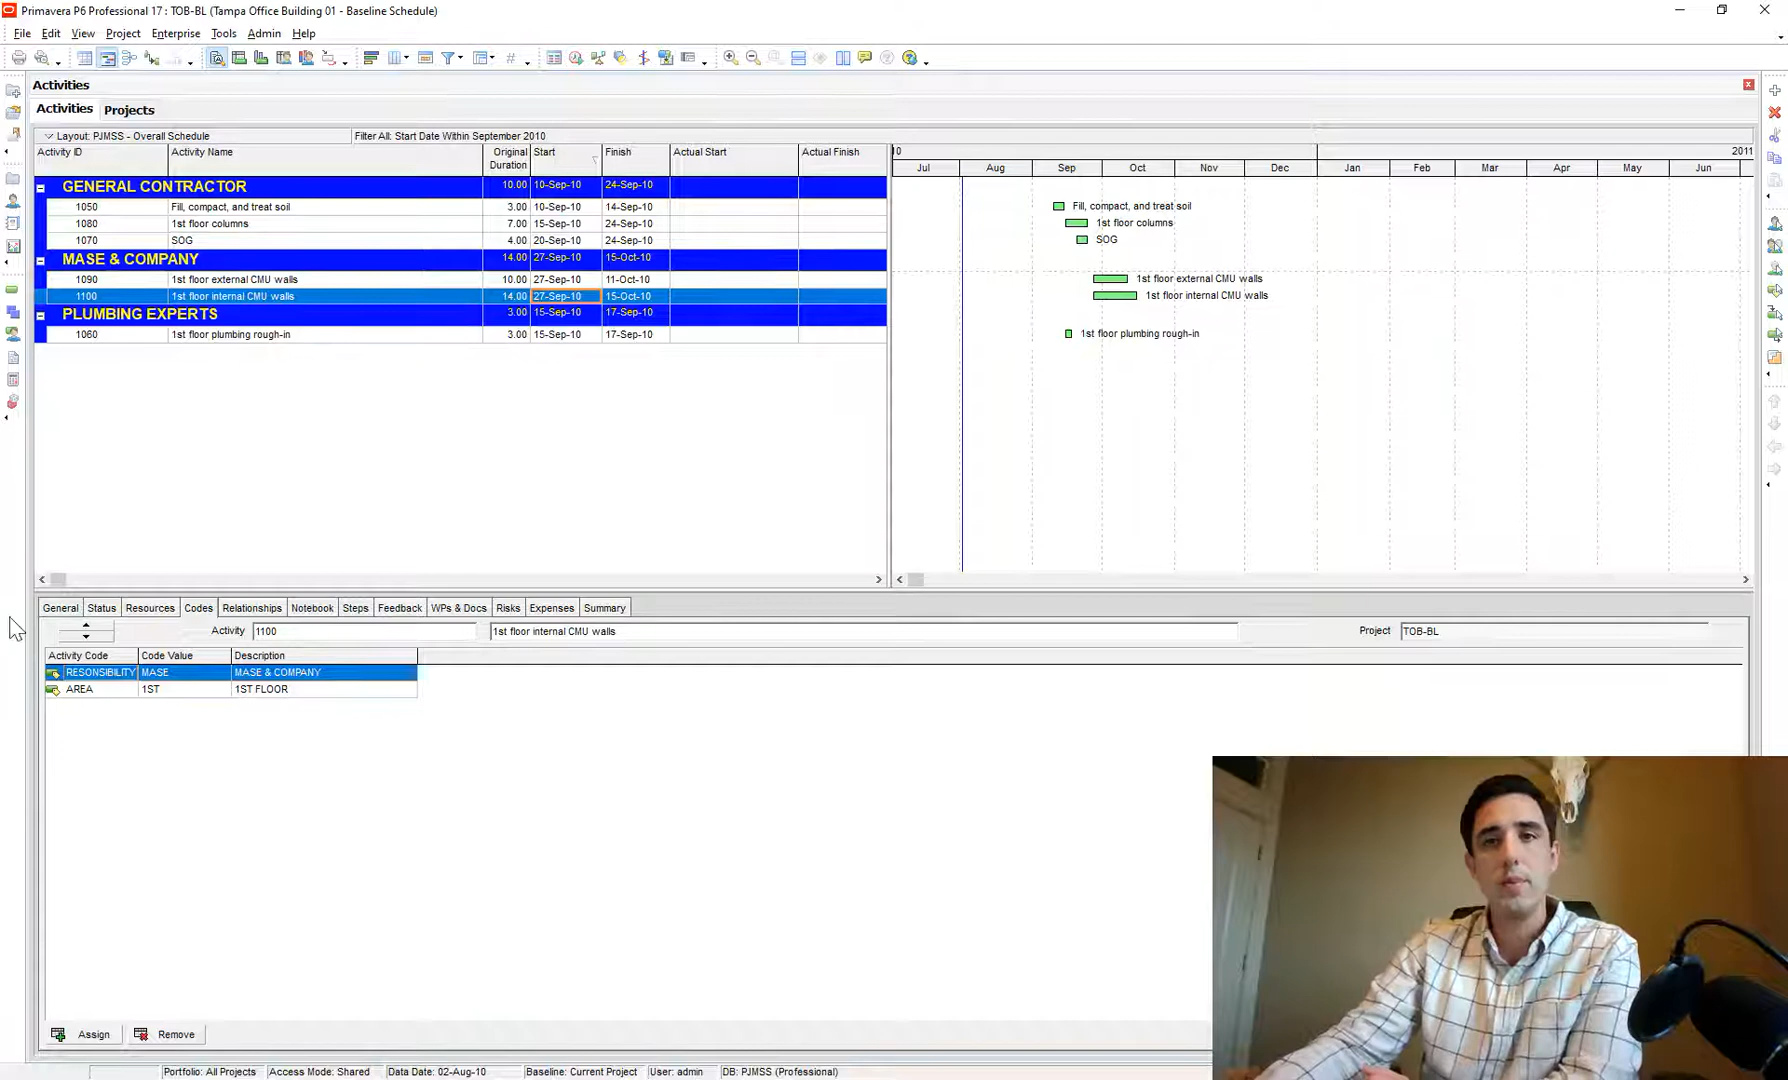 Primavera P6 Professional 17 : TOB-BL (Tampa Office Building 01 - Baseline Schedule)
File Edit View Project Enterprise Tools Admin Help
Activities
Activities Projects
Layout: PJMSS - Overall Schedule Filter All: Start Date Within September 2010
Activity ID Activity Name Original Duration Start Finish Actual Start Actual Finish
10 2011
Jul Aug Sep Oct Nov Dec Jan Feb Mar Apr May Jun
GENERAL CONTRACTOR 10.00 10-Sep-10 24-Sep-10
1050 Fill, compact, and treat soil 3.00 10-Sep-10 14-Sep-10 Fill, compact, and treat soil
1080 1st floor columns 7.00 15-Sep-10 24-Sep-10 1st floor columns
1070 SOG 4.00 20-Sep-10 24-Sep-10 SOG
MASE & COMPANY 14.00 27-Sep-10 15-Oct-10
1090 1st floor external CMU walls 10.00 27-Sep-10 11-Oct-10 1st floor external CMU walls
1100 1st floor internal CMU walls 14.00 27-Sep-10 15-Oct-10 1st floor internal CMU walls
PLUMBING EXPERTS 3.00 15-Sep-10 17-Sep-10
1060 1st floor plumbing rough-in 3.00 15-Sep-10 17-Sep-10 1st floor plumbing rough-in
General Status Resources Codes Relationships Notebook Steps Feedback WPs & Docs Risks Expenses Summary
Activity 1100 1st floor internal CMU walls Project TOB-BL
Activity Code Code Value Description
RESONSIBILITY MASE MASE & COMPANY
AREA 1ST 1ST FLOOR
Assign Remove
Portfolio: All Projects Access Mode: Shared Data Date: 02-Aug-10 Baseline: Current Project User: admin DB: PJMSS (Professional)